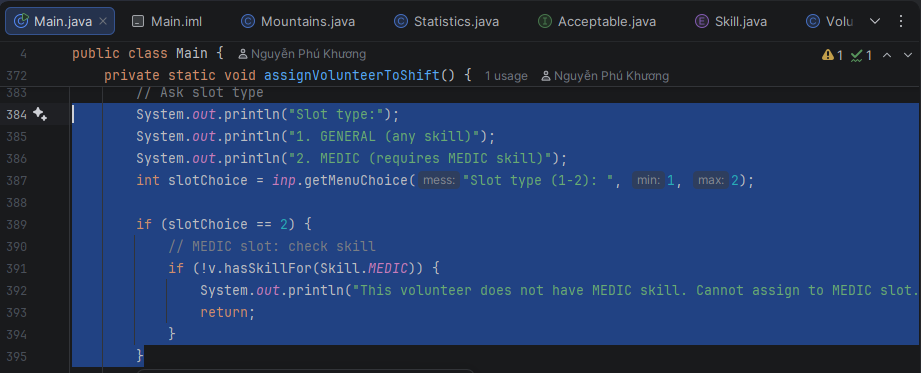 Main.java Main.iml Mountains.java Statistics.java Acceptable.java Skill.java Volu
4 public class Main { Nguyễn Phú Khương 1 1
372 private static void assignVolunteerToShift() { 1 usage Nguyễn Phú Khương
383 // Ask slot type
384 System.out.println("Slot type:");
385 System.out.println("1. GENERAL (any skill)");
386 System.out.println("2. MEDIC (requires MEDIC skill)");
387 int slotChoice = inp.getMenuChoice( mess: "Slot type (1-2): ", min: 1, max: 2);
388
389 if (slotChoice == 2) {
390 // MEDIC slot: check skill
391 if (!v.hasSkillFor(Skill.MEDIC)) {
392 System.out.println("This volunteer does not have MEDIC skill. Cannot assign to MEDIC slot.
393 return;
394 }
395 }